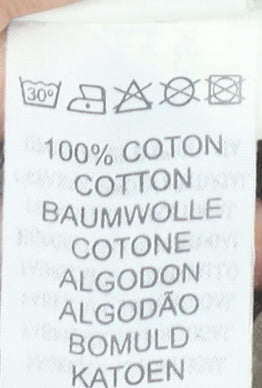 30°
100% COTON
COTTON
BAUMWOLLE
COTONE
ALGODON
ALGODÃO
BOMULD
KATOEN